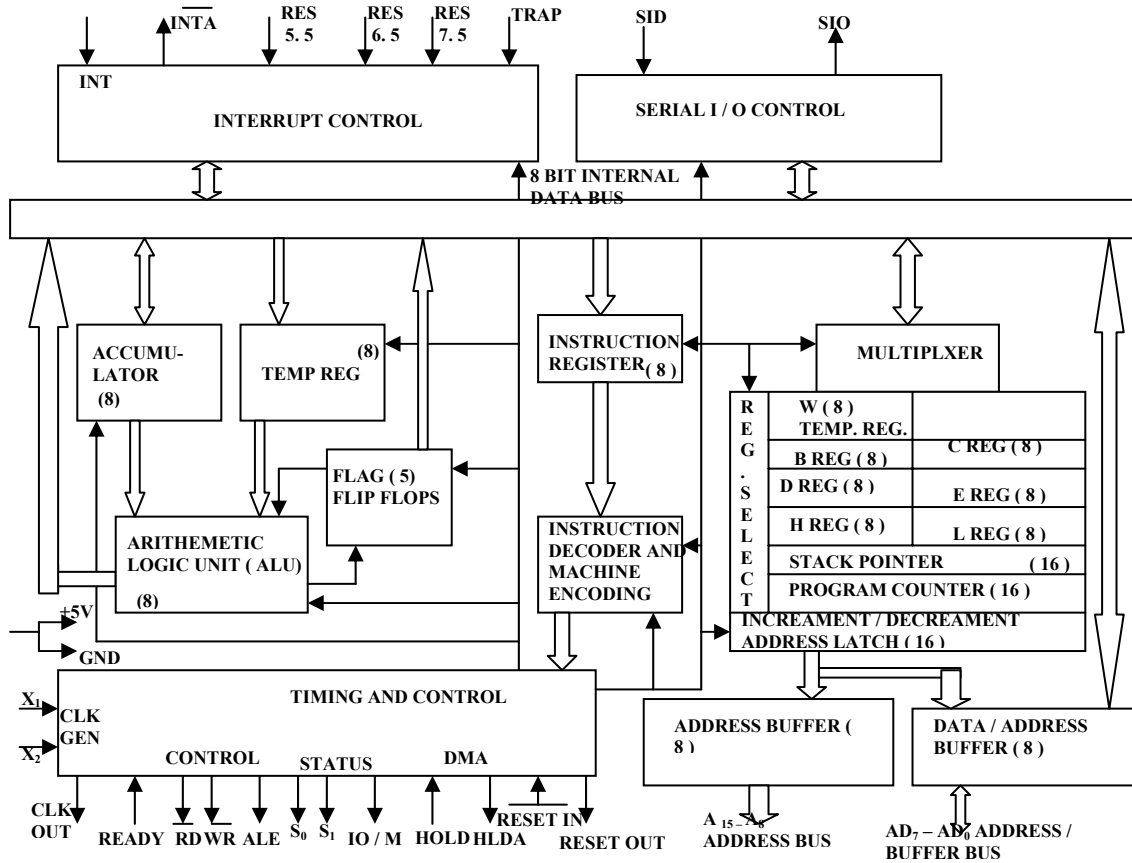 INTA
RES
5. 5
RES
6. 5
RES
7. 5
TRAP
SID
SIO
INT
INTERRUPT CONTROL
SERIAL I / O CONTROL
8 BIT INTERNAL
DATA BUS
ACCUMU-
LATOR
(8)
(8)
TEMP REG
INSTRUCTION
REGISTER ( 8 )
MULTIPLXER
REG.SELECT
W ( 8 )
TEMP. REG.
B REG ( 8 )
C REG ( 8 )
D REG ( 8 )
E REG ( 8 )
H REG ( 8 )
L REG ( 8 )
STACK POINTER ( 16 )
PROGRAM COUNTER ( 16 )
INCREAMENT / DECREAMENT
ADDRESS LATCH ( 16 )
FLAG ( 5)
FLIP FLOPS
ARITHEMETIC
LOGIC UNIT ( ALU)
(8)
INSTRUCTION
DECODER AND
MACHINE
ENCODING
+5V
GND
TIMING AND CONTROL
X1
X2
CLK
GEN
CONTROL
STATUS
DMA
ADDRESS BUFFER (
8 )
DATA / ADDRESS
BUFFER ( 8 )
CLK
OUT
READY
RD
WR
ALE
S0
S1
IO / M
HOLD
HLDA
RESET IN
RESET OUT
A 15 – A8
ADDRESS BUS
AD7 – AD0 ADDRESS /
BUFFER BUS